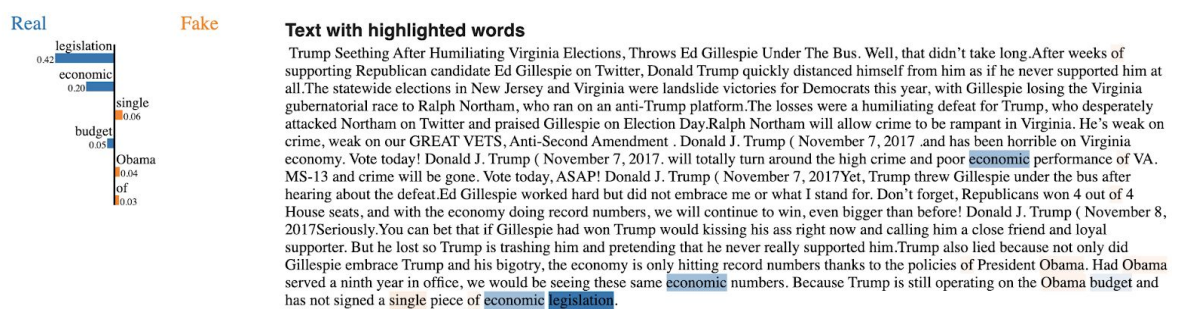 Real Fake
legislation
0.42
economic
0.20
single
0.06
budget
0.05
Obama
0.04
of
0.03
Text with highlighted words
Trump Seething After Humiliating Virginia Elections, Throws Ed Gillespie Under The Bus. Well, that didn’t take long.After weeks of
supporting Republican candidate Ed Gillespie on Twitter, Donald Trump quickly distanced himself from him as if he never supported him at
all.The statewide elections in New Jersey and Virginia were landslide victories for Democrats this year, with Gillespie losing the Virginia
gubernatorial race to Ralph Northam, who ran on an anti-Trump platform.The losses were a humiliating defeat for Trump, who desperately
attacked Northam on Twitter and praised Gillespie on Election Day.Ralph Northam will allow crime to be rampant in Virginia. He’s weak on
crime, weak on our GREAT VETS, Anti-Second Amendment . Donald J. Trump ( November 7, 2017 .and has been horrible on Virginia
economy. Vote today! Donald J. Trump ( November 7, 2017. will totally turn around the high crime and poor economic performance of VA.
MS-13 and crime will be gone. Vote today, ASAP! Donald J. Trump ( November 7, 2017Yet, Trump threw Gillespie under the bus after
hearing about the defeat.Ed Gillespie worked hard but did not embrace me or what I stand for. Don’t forget, Republicans won 4 out of 4
House seats, and with the economy doing record numbers, we will continue to win, even bigger than before! Donald J. Trump ( November 8,
2017Seriously.You can bet that if Gillespie had won Trump would kissing his ass right now and calling him a close friend and loyal
supporter. But he lost so Trump is trashing him and pretending that he never really supported him.Trump also lied because not only did
Gillespie embrace Trump and his bigotry, the economy is only hitting record numbers thanks to the policies of President Obama. Had Obama
served a ninth year in office, we would be seeing these same economic numbers. Because Trump is still operating on the Obama budget and
has not signed a single piece of economic legislation.